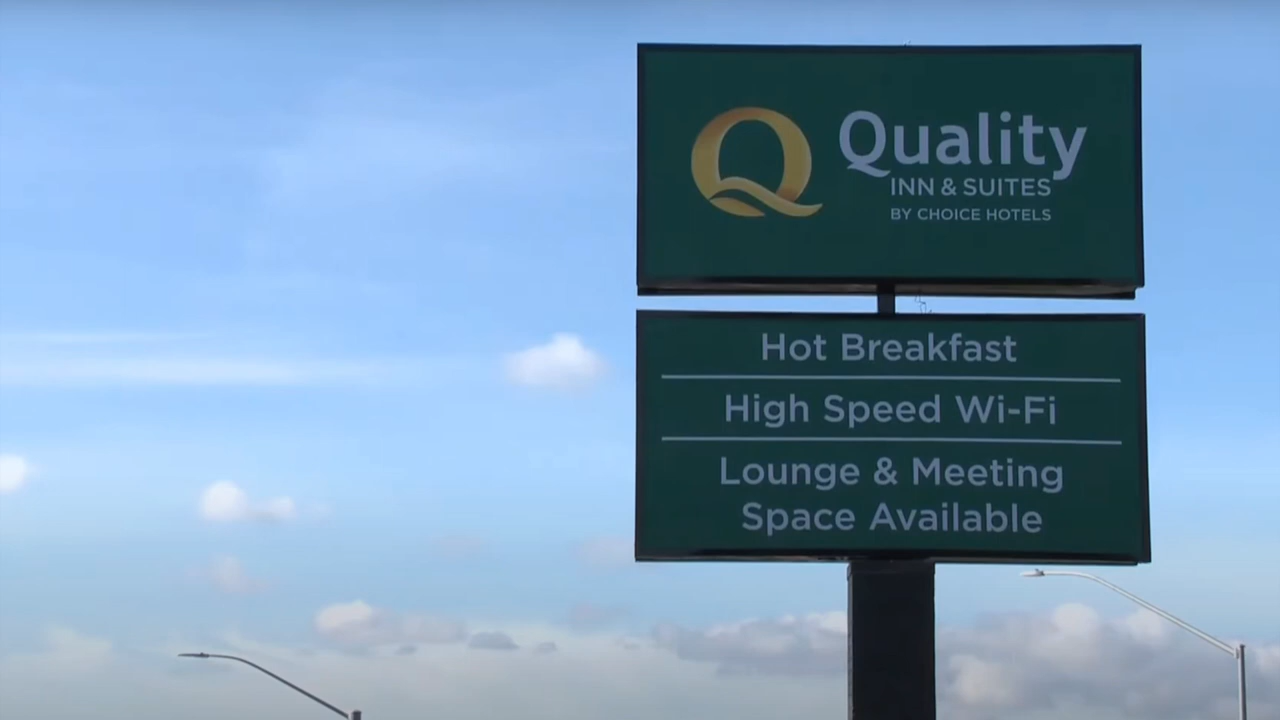 Quality
INN & SUITES
BY CHOICE HOTELS
Hot Breakfast
High Speed Wi-Fi
Lounge & Meeting
Space Available